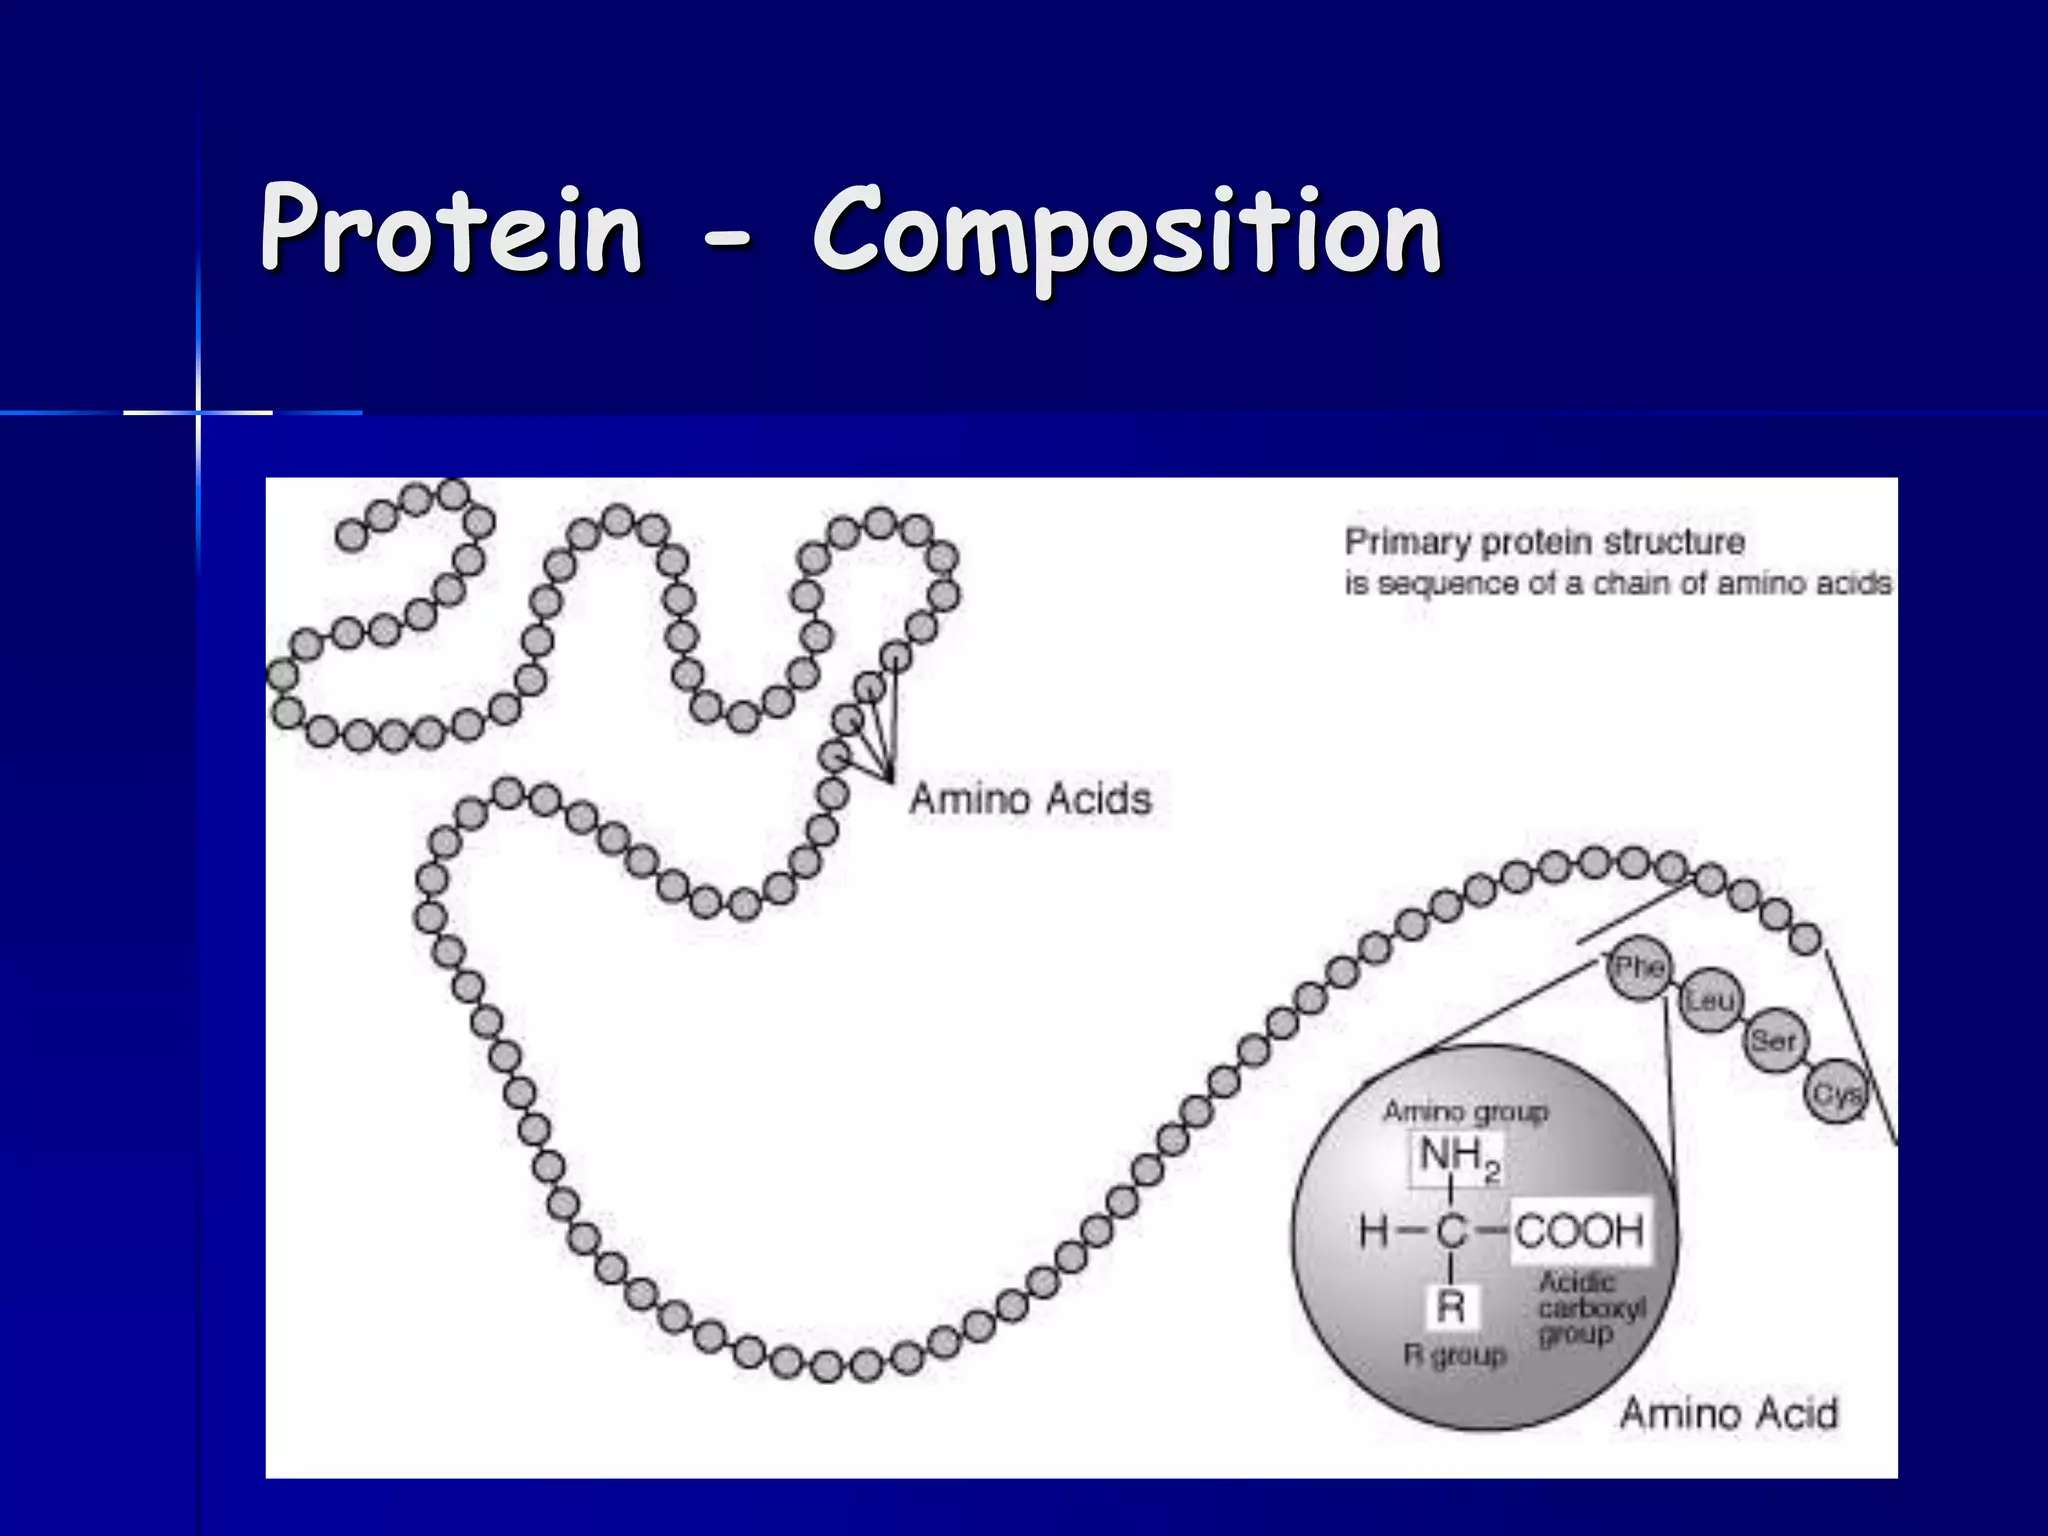 Protein - Composition
Primary protein structure
is sequence of a chain of amino acids
Amino Acids
Phe
Leu
Ser
Cys
Amino group
NH2
H-C-COOH
R
Acidic
carboxyl
group
R group
Amino Acid